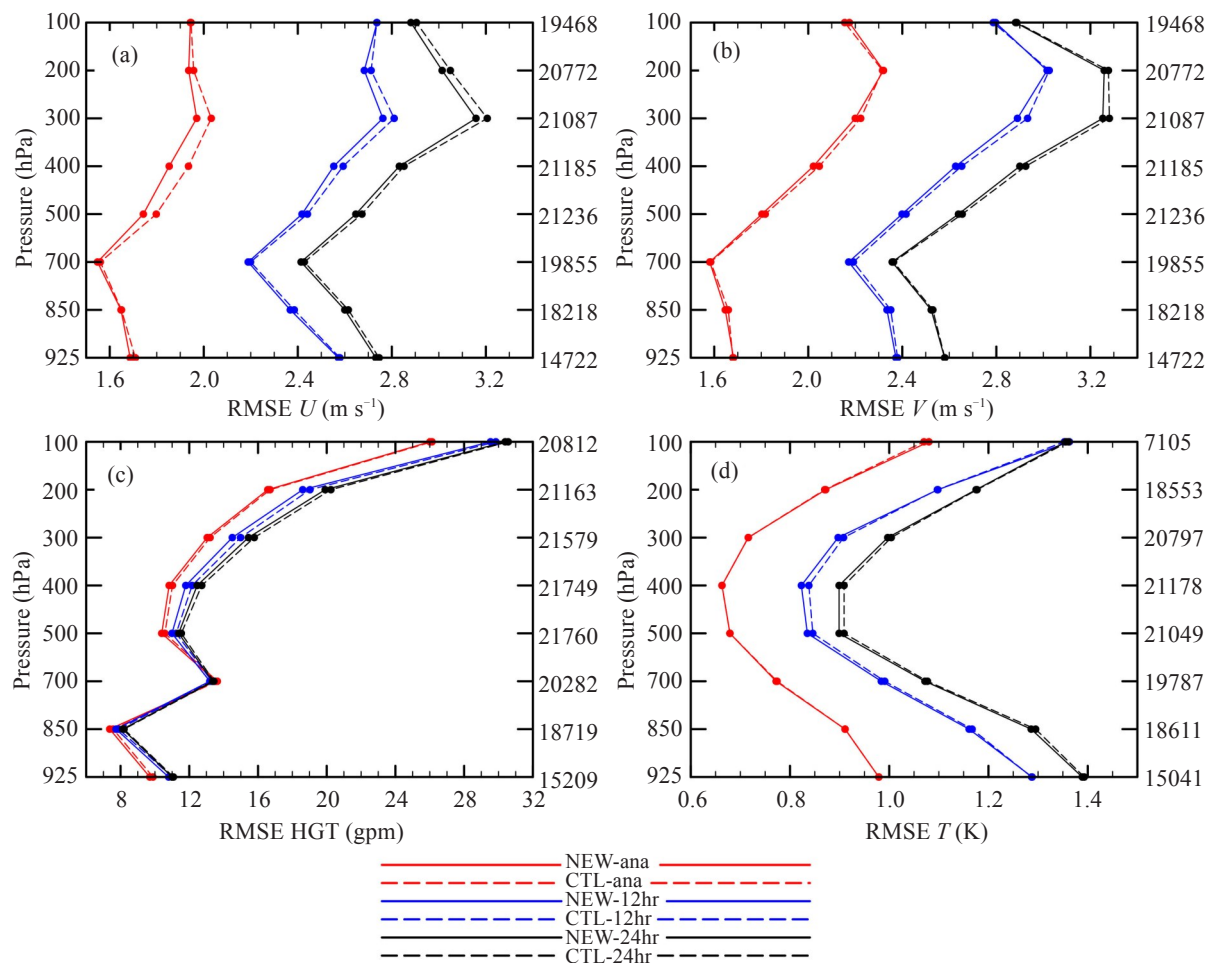 (a)
Pressure (hPa)
100 19468
200 20772
300 21087
400 21185
500 21236
700 19855
850 18218
925 14722
1.6 2.0 2.4 2.8 3.2
RMSE U (m s⁻¹)
(b)
Pressure (hPa)
100 19468
200 20772
300 21087
400 21185
500 21236
700 19855
850 18218
925 14722
1.6 2.0 2.4 2.8 3.2
RMSE V (m s⁻¹)
(c)
Pressure (hPa)
100 20812
200 21163
300 21579
400 21749
500 21760
700 20282
850 18719
925 15209
8 12 16 20 24 28 32
RMSE HGT (gpm)
(d)
Pressure (hPa)
100 7105
200 18553
300 20797
400 21178
500 21049
700 19787
850 18611
925 15041
0.6 0.8 1.0 1.2 1.4
RMSE T (K)
NEW-ana
CTL-ana
NEW-12hr
CTL-12hr
NEW-24hr
CTL-24hr